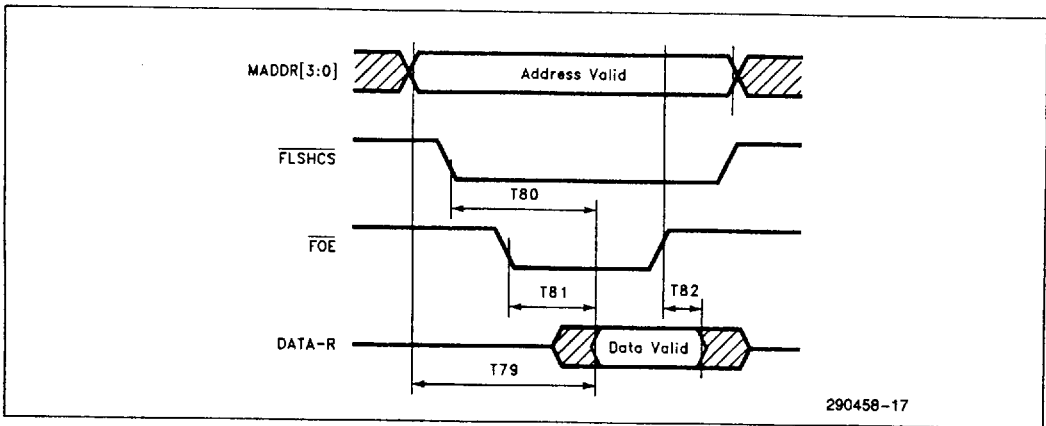 MADDR[3:0]
Address Valid
FLSHCS
T80
FOE
T81
T82
DATA-R
Data Valid
T79
290458-17